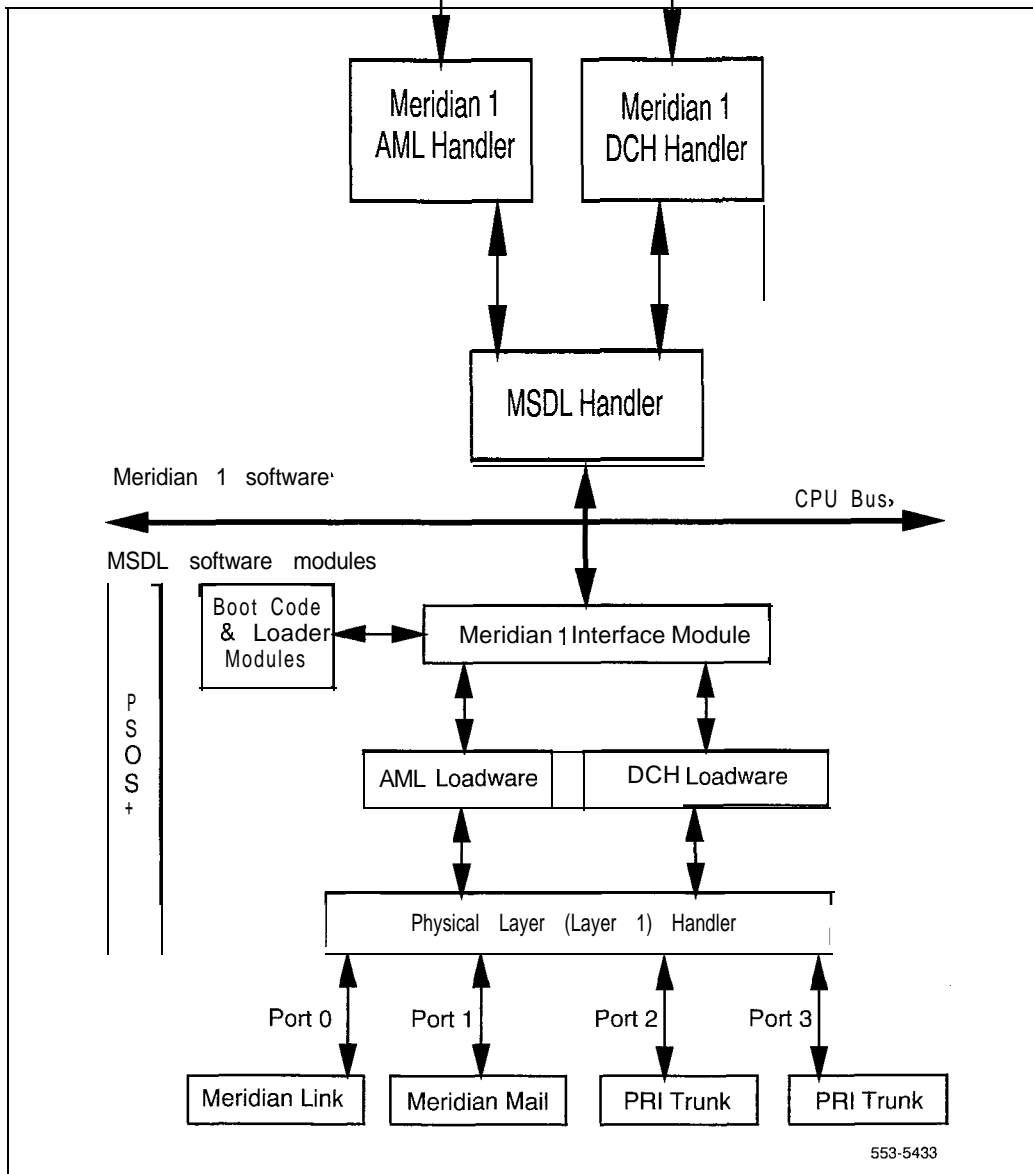 Meridian 1
AML Handler
Meridian 1
DCH Handler
MSDL Handler
Meridian 1 software
CPU Bus
MSDL software modules
Boot Code
& Loader
Modules
Meridian 1 Interface Module
P
S
O
S
+
AML Loadware
DCH Loadware
Physical Layer (Layer 1) Handler
Port 0
Port 1
Port 2
Port 3
Meridian Link
Meridian Mail
PRI Trunk
PRI Trunk
553-5433